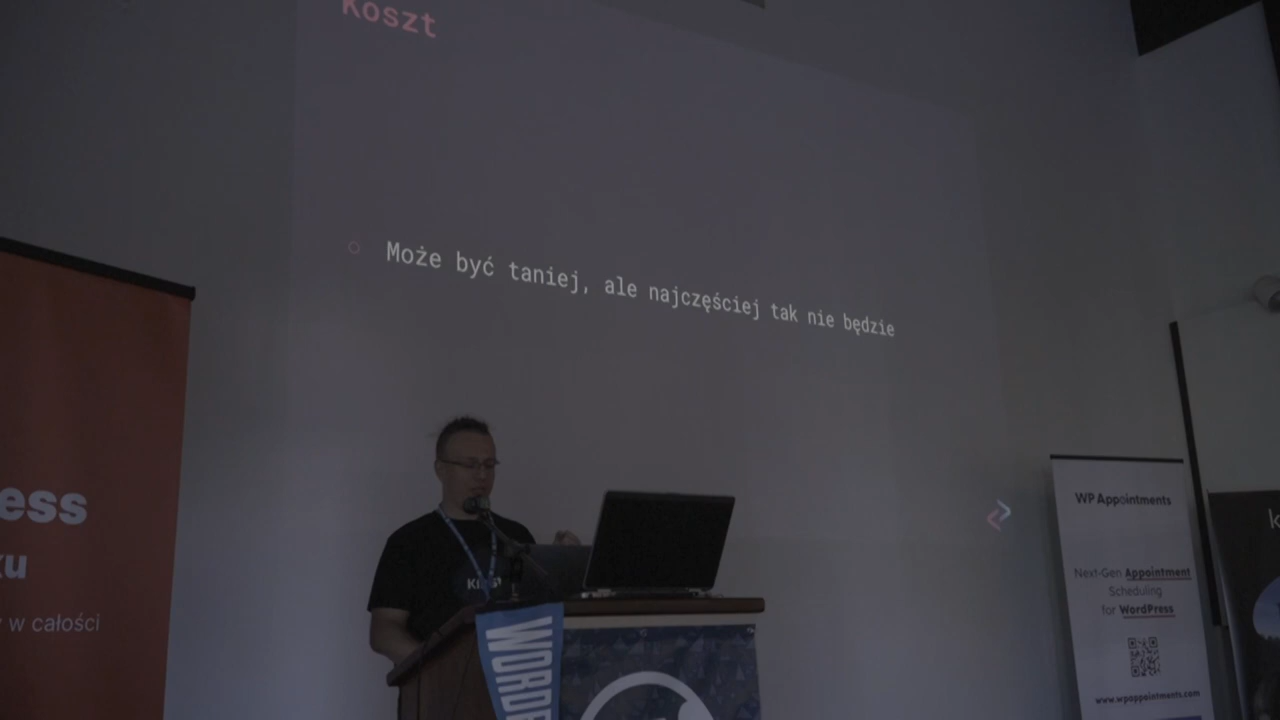 Koszt
Może być taniej, ale najczęściej tak nie będzie
ess
ku
w całości
WP Appointments
Next-Gen Appointment
Scheduling
for WordPress
www.wpappointments.com
k